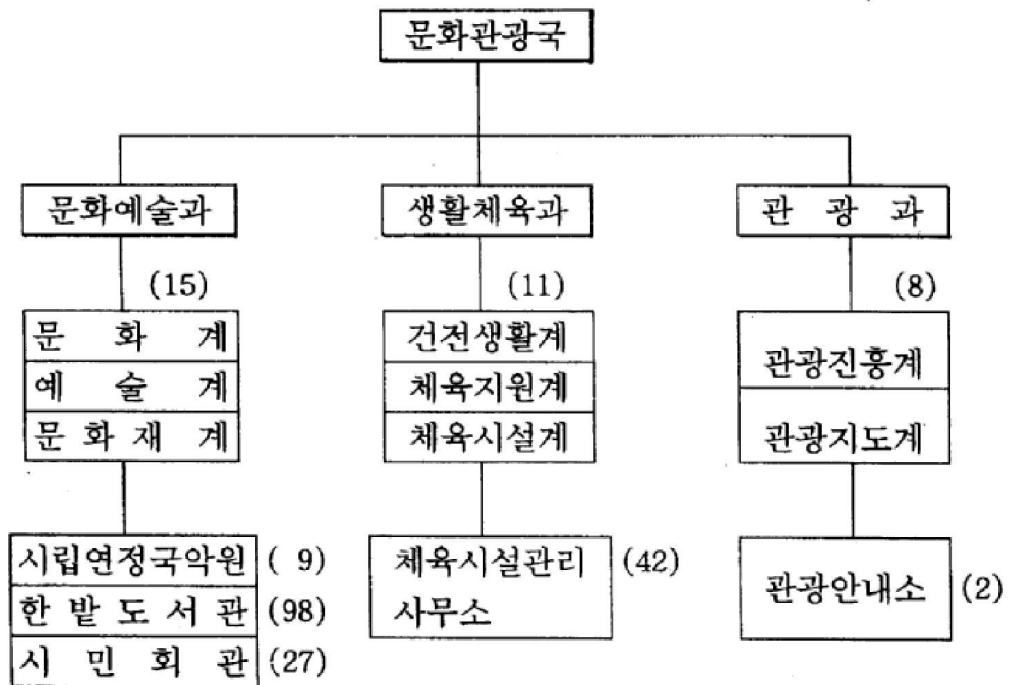 문화관광국
문화예술과
생활체육과
관 광 과
(15)
(11)
(8)
문 화 계
예 술 계
문 화 재 계
건전생활계
체육지원계
체육시설계
관광진흥계
관광지도계
시립연정국악원 ( 9)
한 밭 도 서 관 (98)
시 민 회 관 (27)
체육시설관리 (42)
사무소
관광안내소 (2)